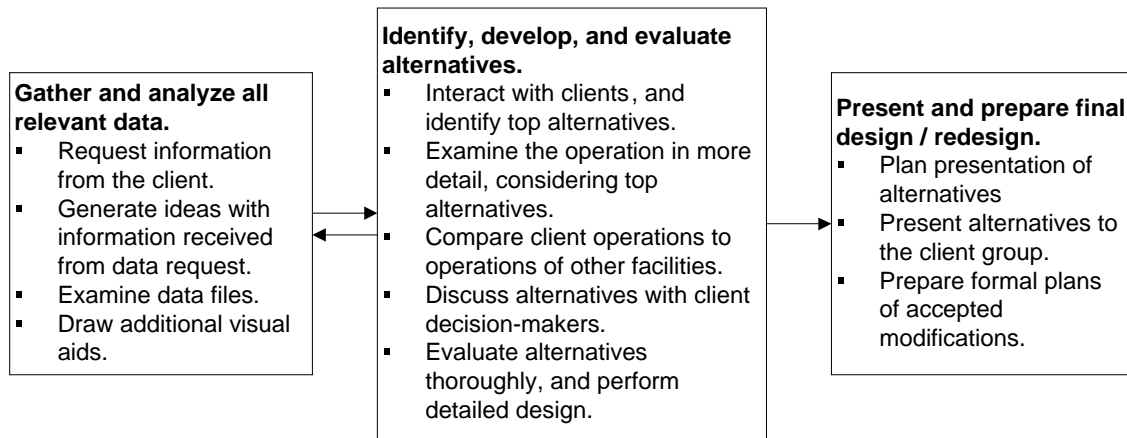 Gather and analyze all
relevant data.
▪ Request information
from the client.
▪ Generate ideas with
information received
from data request.
▪ Examine data files.
▪ Draw additional visual
aids.
Identify, develop, and evaluate
alternatives.
▪ Interact with clients, and
identify top alternatives.
▪ Examine the operation in more
detail, considering top
alternatives.
▪ Compare client operations to
operations of other facilities.
▪ Discuss alternatives with client
decision-makers.
▪ Evaluate alternatives
thoroughly, and perform
detailed design.
Present and prepare final
design / redesign.
▪ Plan presentation of
alternatives
▪ Present alternatives to
the client group.
▪ Prepare formal plans
of accepted
modifications.